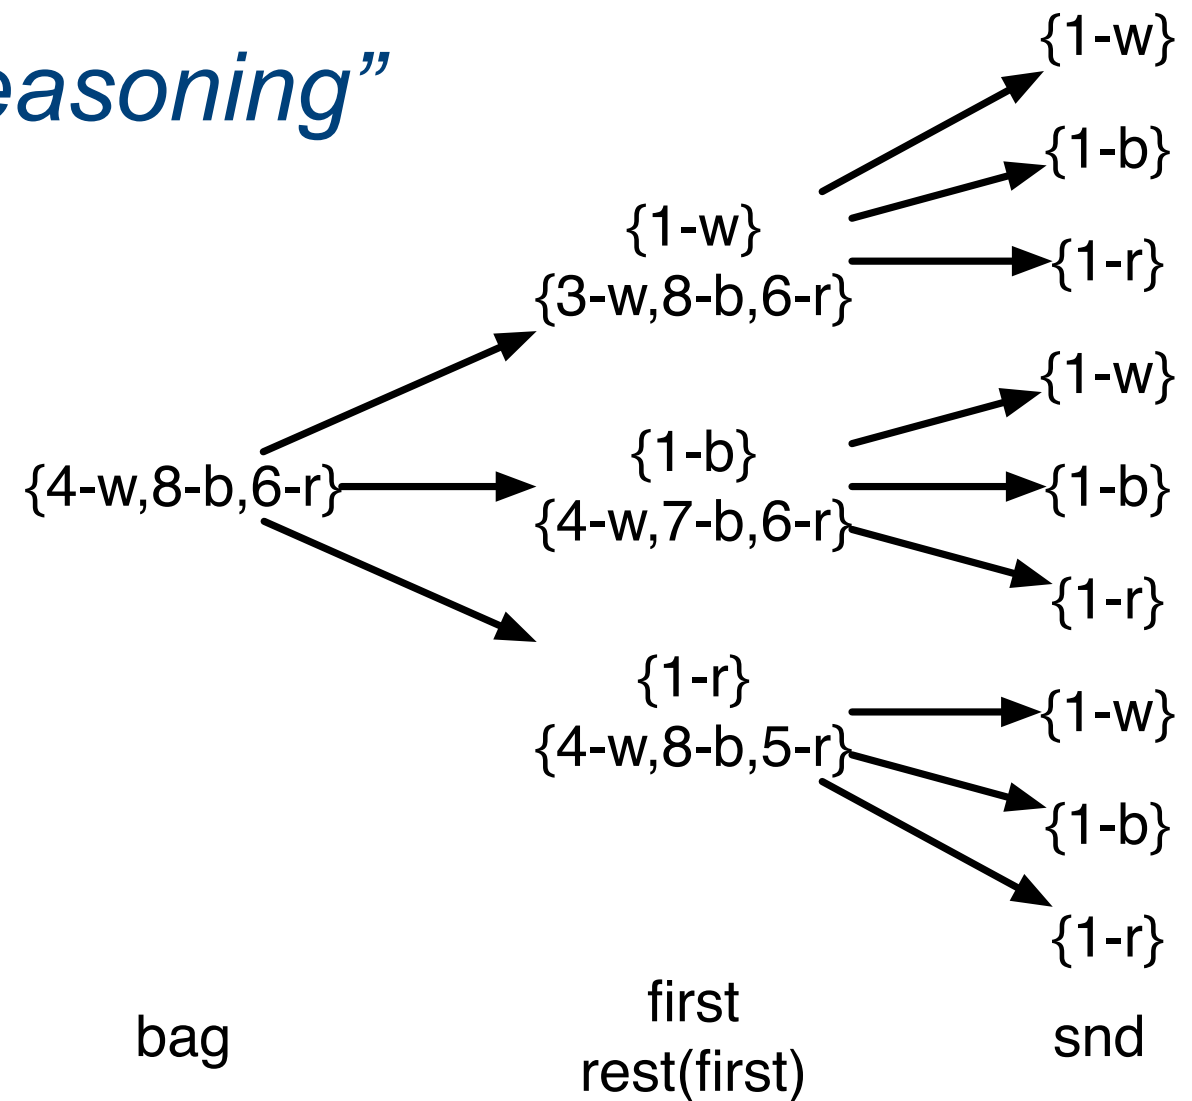 easoning”
{1-w}
{1-b}
{1-r}
{1-w}
{3-w,8-b,6-r}
{1-w}
{1-b}
{1-r}
{4-w,8-b,6-r}
{1-b}
{4-w,7-b,6-r}
{1-r}
{4-w,8-b,5-r}
{1-w}
{1-b}
{1-r}
bag
first
rest(first)
snd